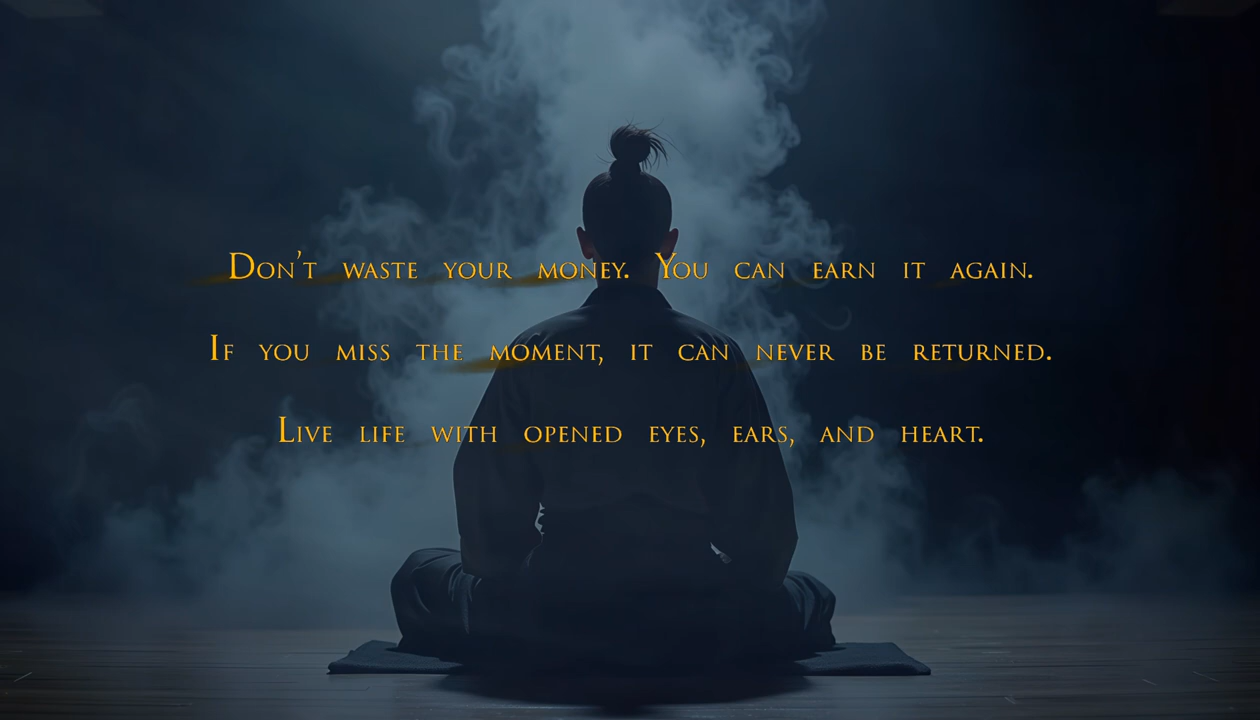 Don't waste your money. You can earn it again.
If you miss the moment, it can never be returned.
Live life with opened eyes, ears, and heart.